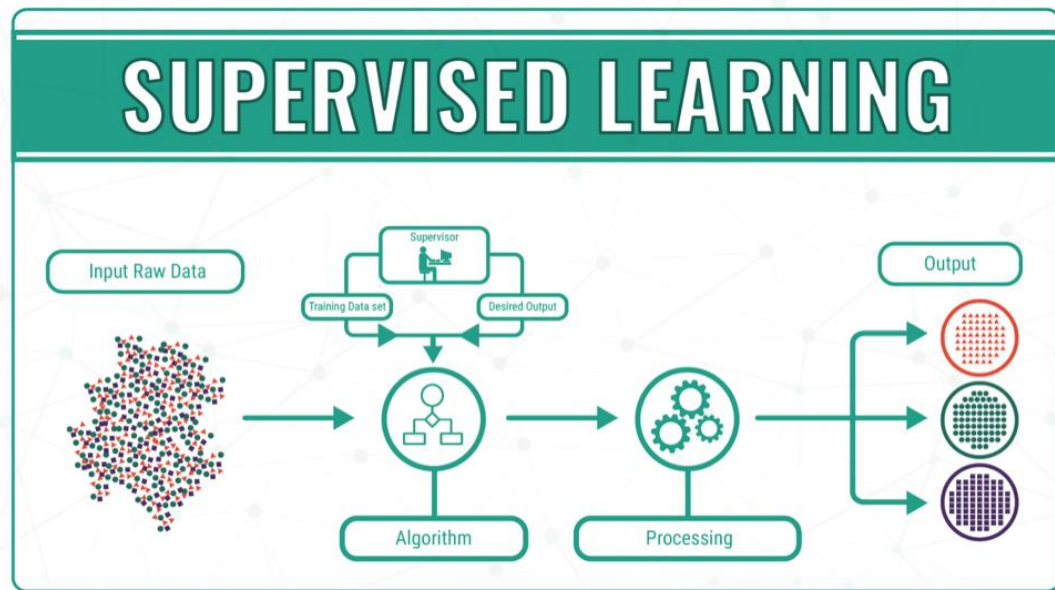 SUPERVISED LEARNING
Input Raw Data
Supervisor
Training Data set
Desired Output
Algorithm
Processing
Output